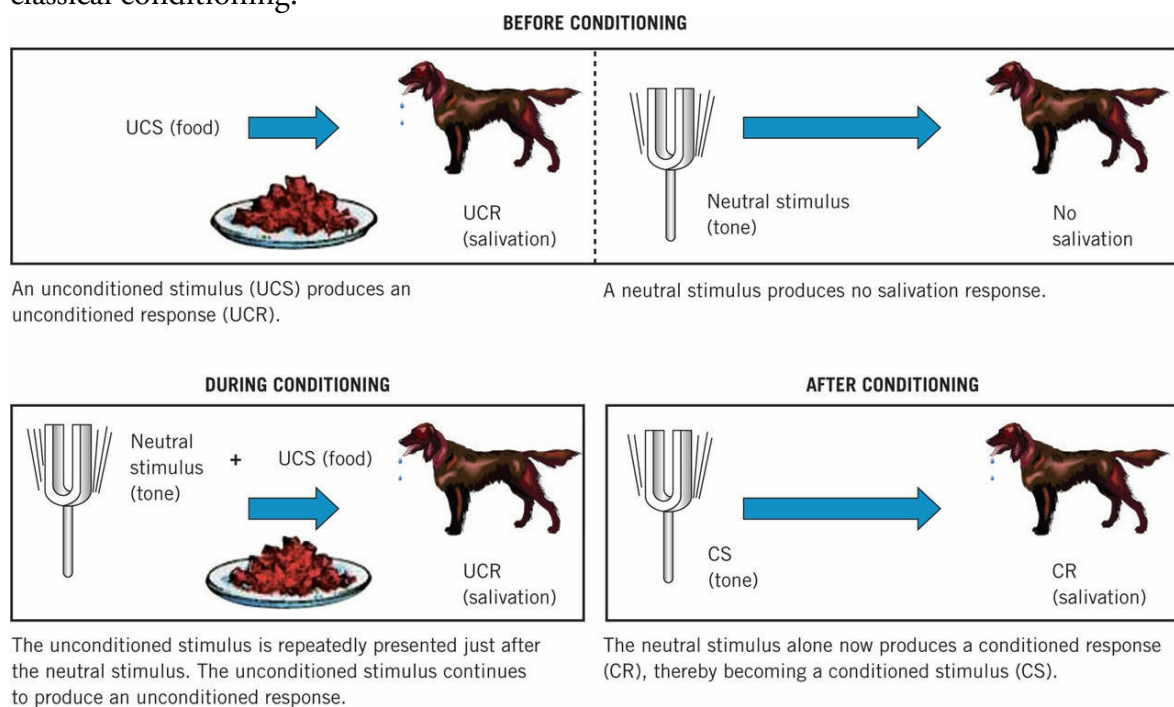 classical conditioning.
BEFORE CONDITIONING
UCS (food)
UCR
(salivation)
Neutral stimulus
(tone)
No
salivation
An unconditioned stimulus (UCS) produces an
unconditioned response (UCR).
A neutral stimulus produces no salivation response.
DURING CONDITIONING
Neutral
stimulus
(tone)
+
UCS (food)
UCR
(salivation)
The unconditioned stimulus is repeatedly presented just after
the neutral stimulus. The unconditioned stimulus continues
to produce an unconditioned response.
AFTER CONDITIONING
CS
(tone)
CR
(salivation)
The neutral stimulus alone now produces a conditioned response
(CR), thereby becoming a conditioned stimulus (CS).